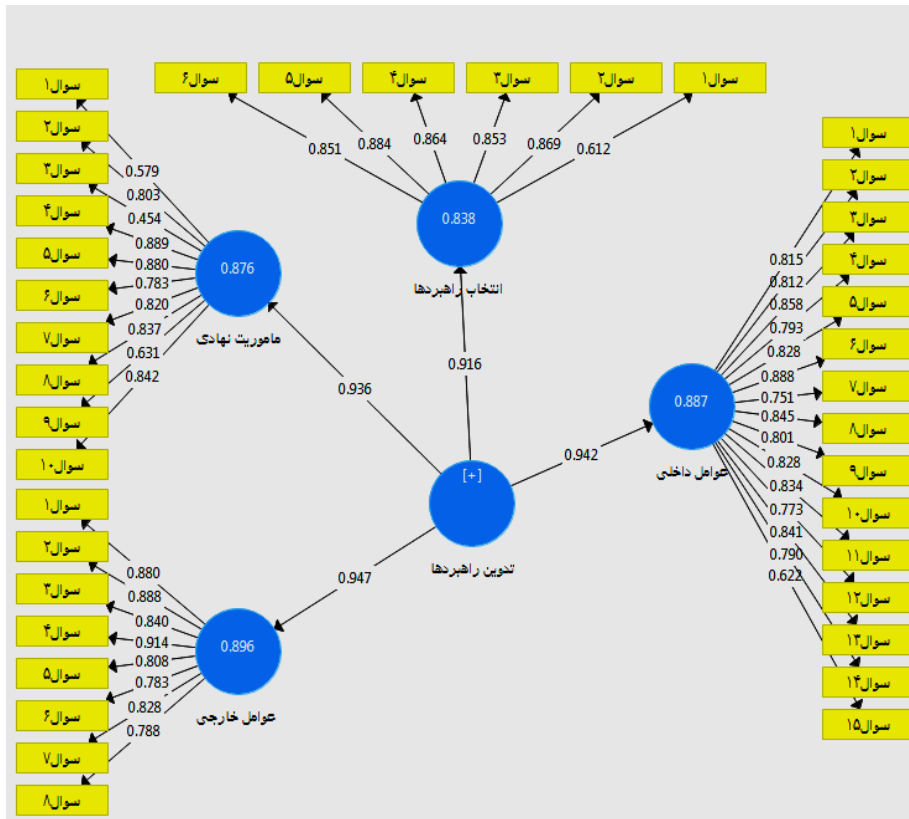 سوال۶
سوال۵
سوال۴
سوال۳
سوال۲
سوال۱
0.851
0.884
0.864
0.853
0.869
0.612
0.838
انتخاب راهبردها
سوال۱
سوال۲
سوال۳
سوال۴
سوال۵
سوال۶
سوال۷
سوال۸
سوال۹
سوال۱۰
0.579
0.803
0.454
0.889
0.880
0.783
0.820
0.837
0.631
0.842
0.876
ماموریت نهادی
0.936
0.916
0.942
0.947
[+]
تدوین راهبردها
سوال۱
سوال۲
سوال۳
سوال۴
سوال۵
سوال۶
سوال۷
سوال۸
سوال۹
سوال۱۰
سوال۱۱
سوال۱۲
سوال۱۳
سوال۱۴
سوال۱۵
0.815
0.812
0.858
0.793
0.828
0.888
0.751
0.845
0.801
0.828
0.834
0.773
0.841
0.790
0.622
0.887
عوامل داخلی
سوال۱
سوال۲
سوال۳
سوال۴
سوال۵
سوال۶
سوال۷
سوال۸
0.880
0.888
0.840
0.914
0.808
0.783
0.828
0.788
0.896
عوامل خارجی